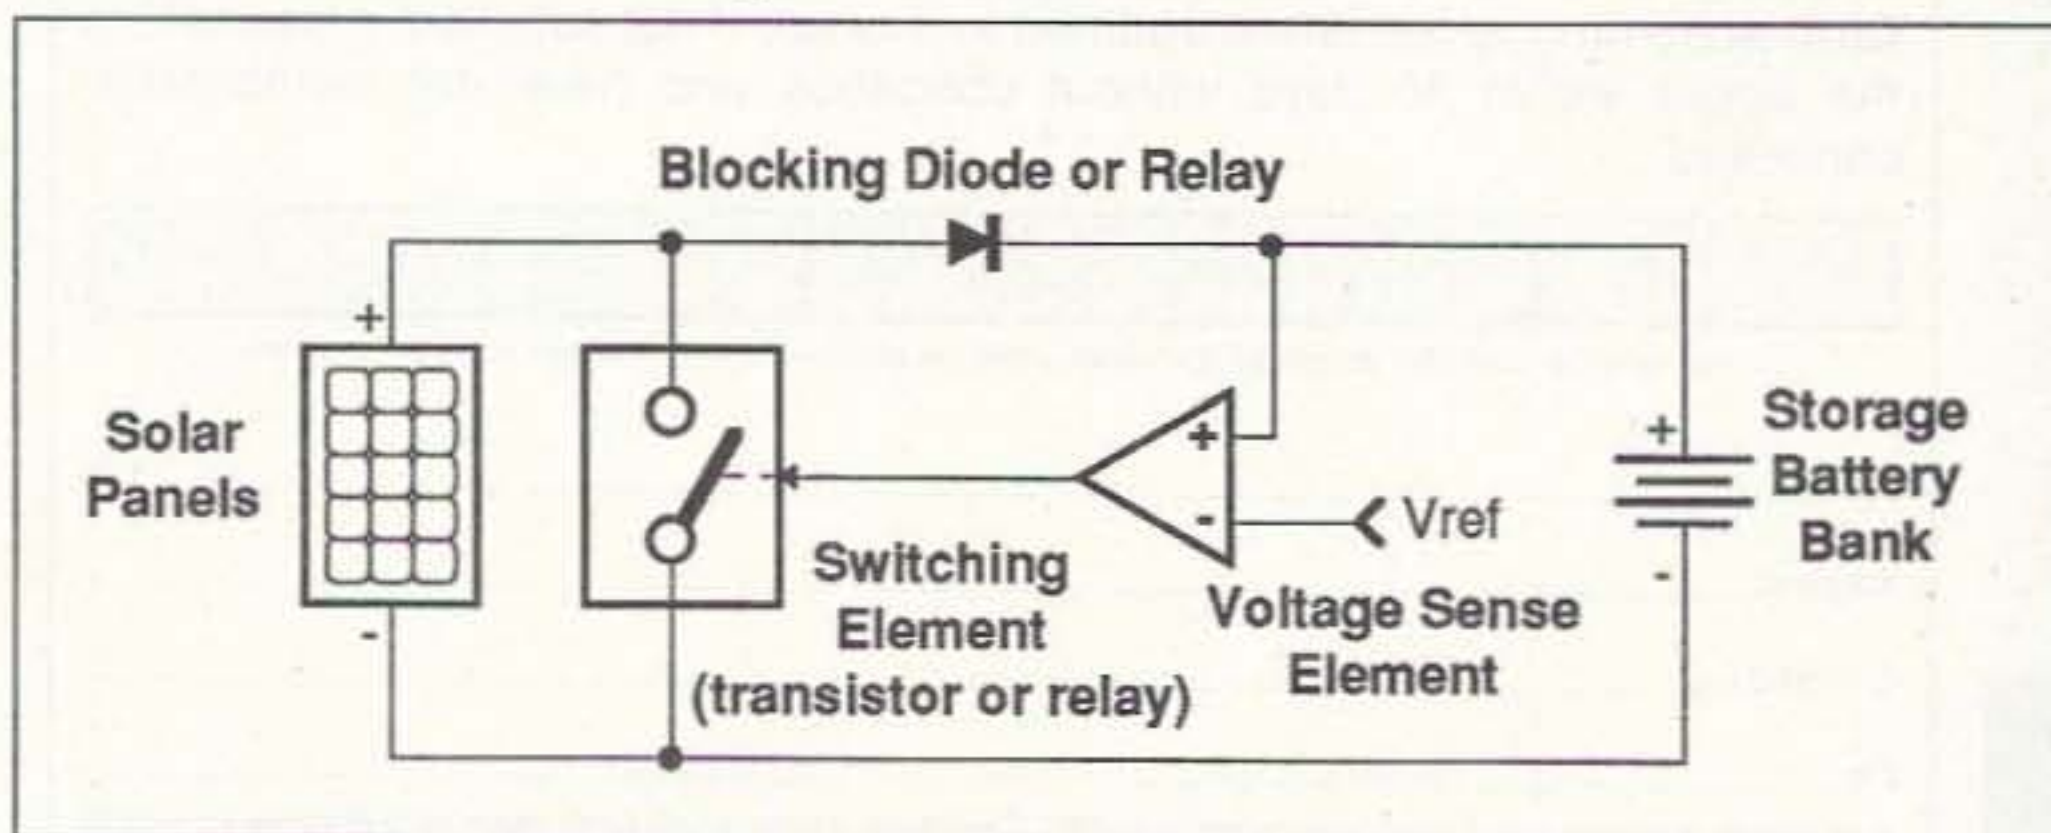 Blocking Diode or Relay
+
Solar
Panels
-
Switching
Element
(transistor or relay)
+
-
Vref
Voltage Sense
Element
+
Storage
Battery
Bank
-